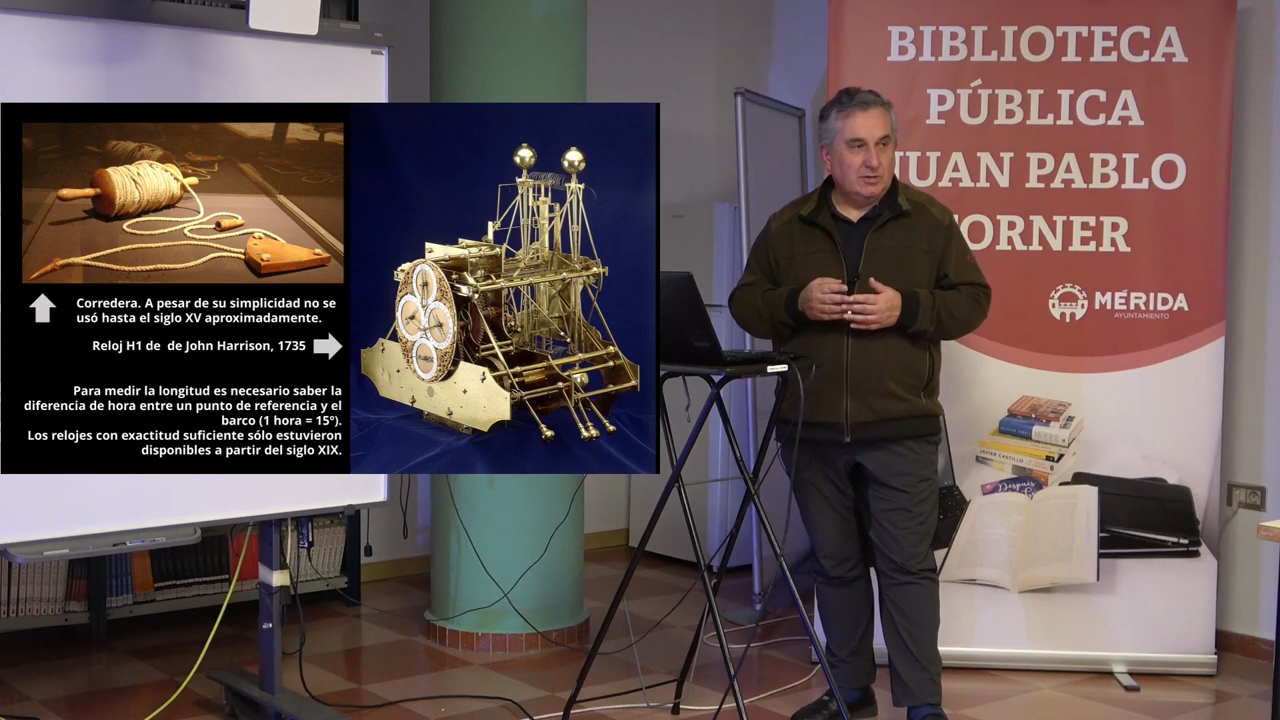 Corredera. A pesar de su simplicidad no se
usó hasta el siglo XV aproximadamente.
Reloj H1 de  de John Harrison, 1735
Para medir la longitud es necesario saber la
diferencia de hora entre un punto de referencia y el
barco (1 hora = 15º).
Los relojes con exactitud suficiente sólo estuvieron
disponibles a partir del siglo XIX.
BIBLIOTECA
PÚBLICA
JUAN PABLO
FORNER
MÉRIDA
AYUNTAMIENTO
JAVIER CASTILLO
Después